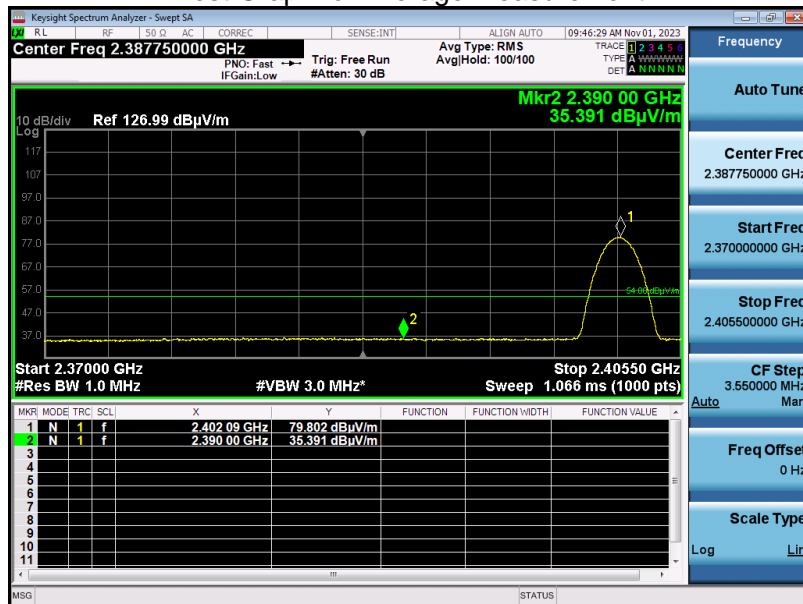 Keysight Spectrum Analyzer - Swept SA
LXI RL RF 50 Ω AC CORREC SENSE:INT ALIGN AUTO 09:46:29 AM Nov 01, 2023
Center Freq 2.387750000 GHz
PNO: Fast
IFGain:Low
Trig: Free Run
#Atten: 30 dB
Avg Type: RMS
Avg|Hold: 100/100
TRACE 1 2 3 4 5 6
TYPE A WWWWW
DET A N N N N N
Mkr2 2.390 00 GHz
35.391 dBµV/m
10 dB/div Ref 126.99 dBµV/m
Log
117
107
97.0
87.0
77.0
67.0
57.0
47.0
37.0
1
2
54.00 dBµV/m
Start 2.37000 GHz Stop 2.40550 GHz
#Res BW 1.0 MHz #VBW 3.0 MHz* Sweep 1.066 ms (1000 pts)
MKR MODE TRC SCL X Y FUNCTION FUNCTION WIDTH FUNCTION VALUE
1 N 1 f 2.402 09 GHz 79.802 dBµV/m
2 N 1 f 2.390 00 GHz 35.391 dBµV/m
3
4
5
6
7
8
9
10
11
MSG STATUS
Frequency
Auto Tune
Center Freq
2.387750000 GHz
Start Freq
2.370000000 GHz
Stop Freq
2.405500000 GHz
CF Step
3.550000 MHz
Auto Man
Freq Offset
0 Hz
Scale Type
Log Lin